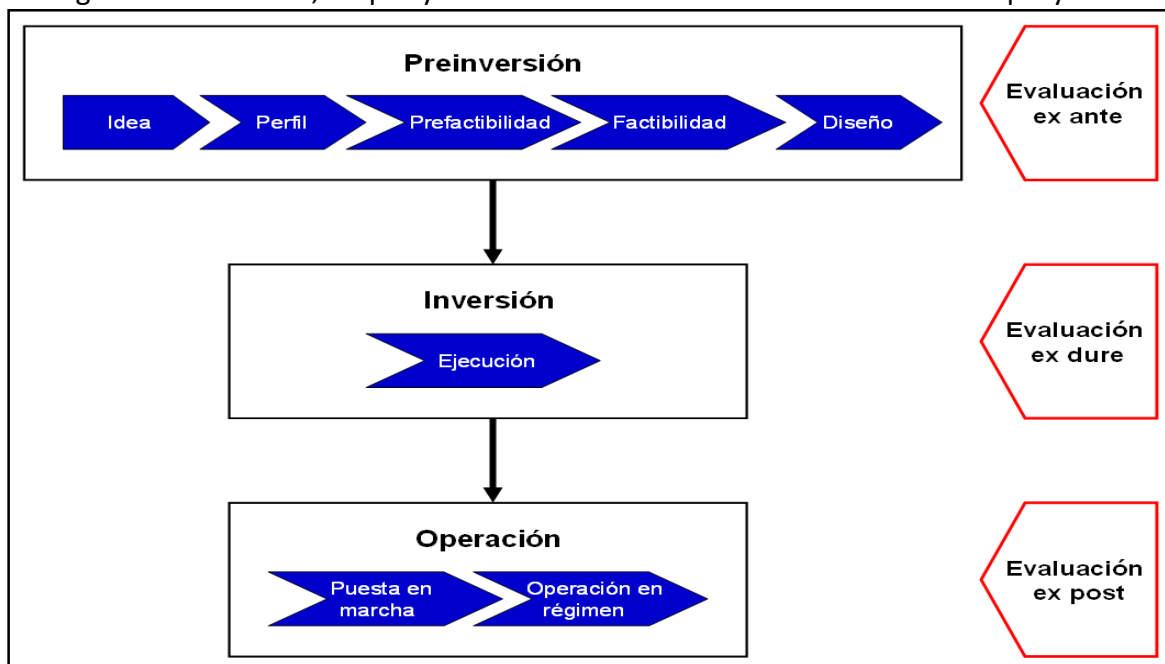 Preinversión
Idea
Perfil
Prefactibilidad
Factibilidad
Diseño
Evaluación
ex ante
Inversión
Ejecución
Evaluación
ex dure
Operación
Puesta en
marcha
Operación en
régimen
Evaluación
ex post